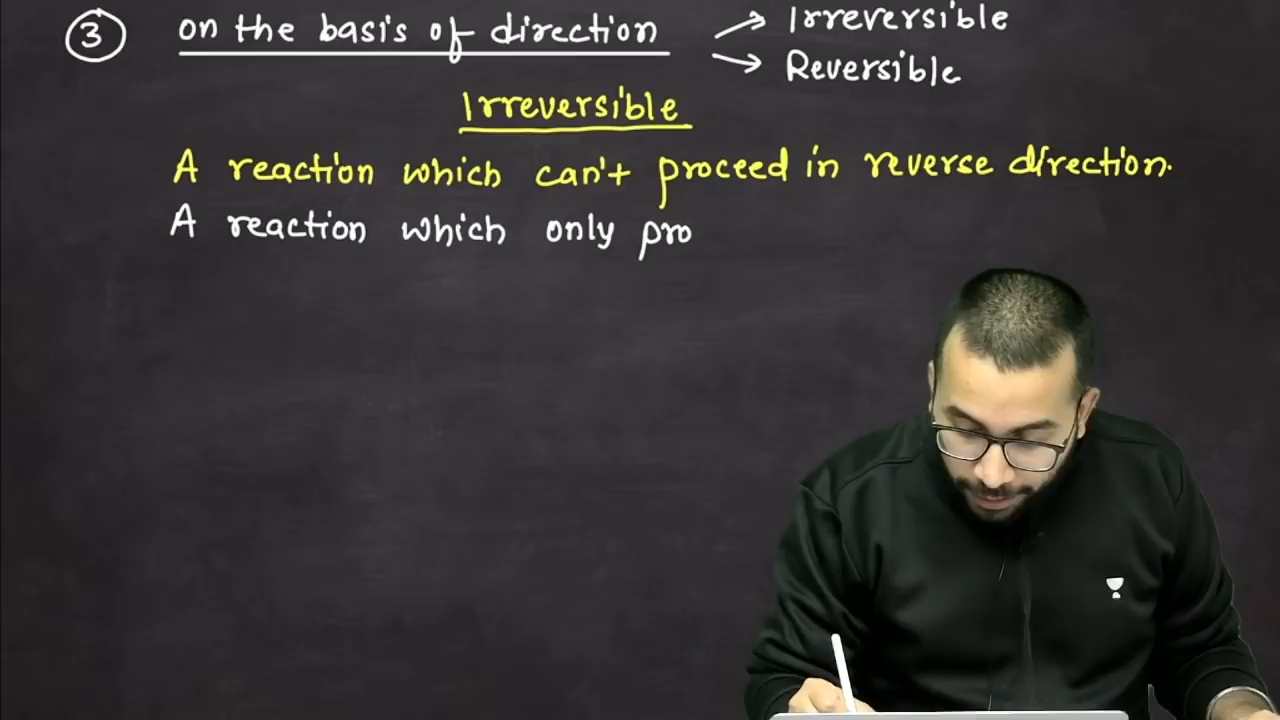 3 on the basis of direction → Irreversible
→ Reversible
Irreversible
A reaction which can't proceed in reverse direction.
A reaction which only pro